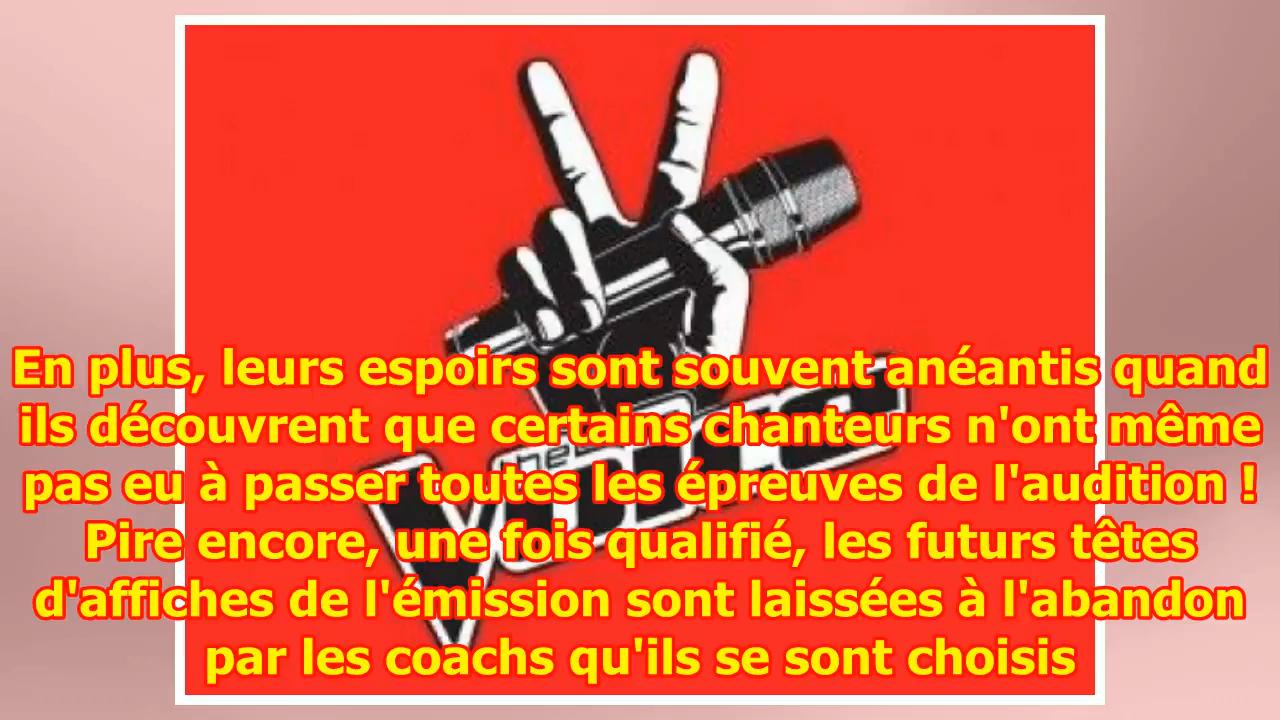 En plus, leurs espoirs sont souvent anéantis quand
ils découvrent que certains chanteurs n'ont même
pas eu à passer toutes les épreuves de l'audition !
Pire encore, une fois qualifié, les futurs têtes
d'affiches de l'émission sont laissées à l'abandon
par les coachs qu'ils se sont choisis